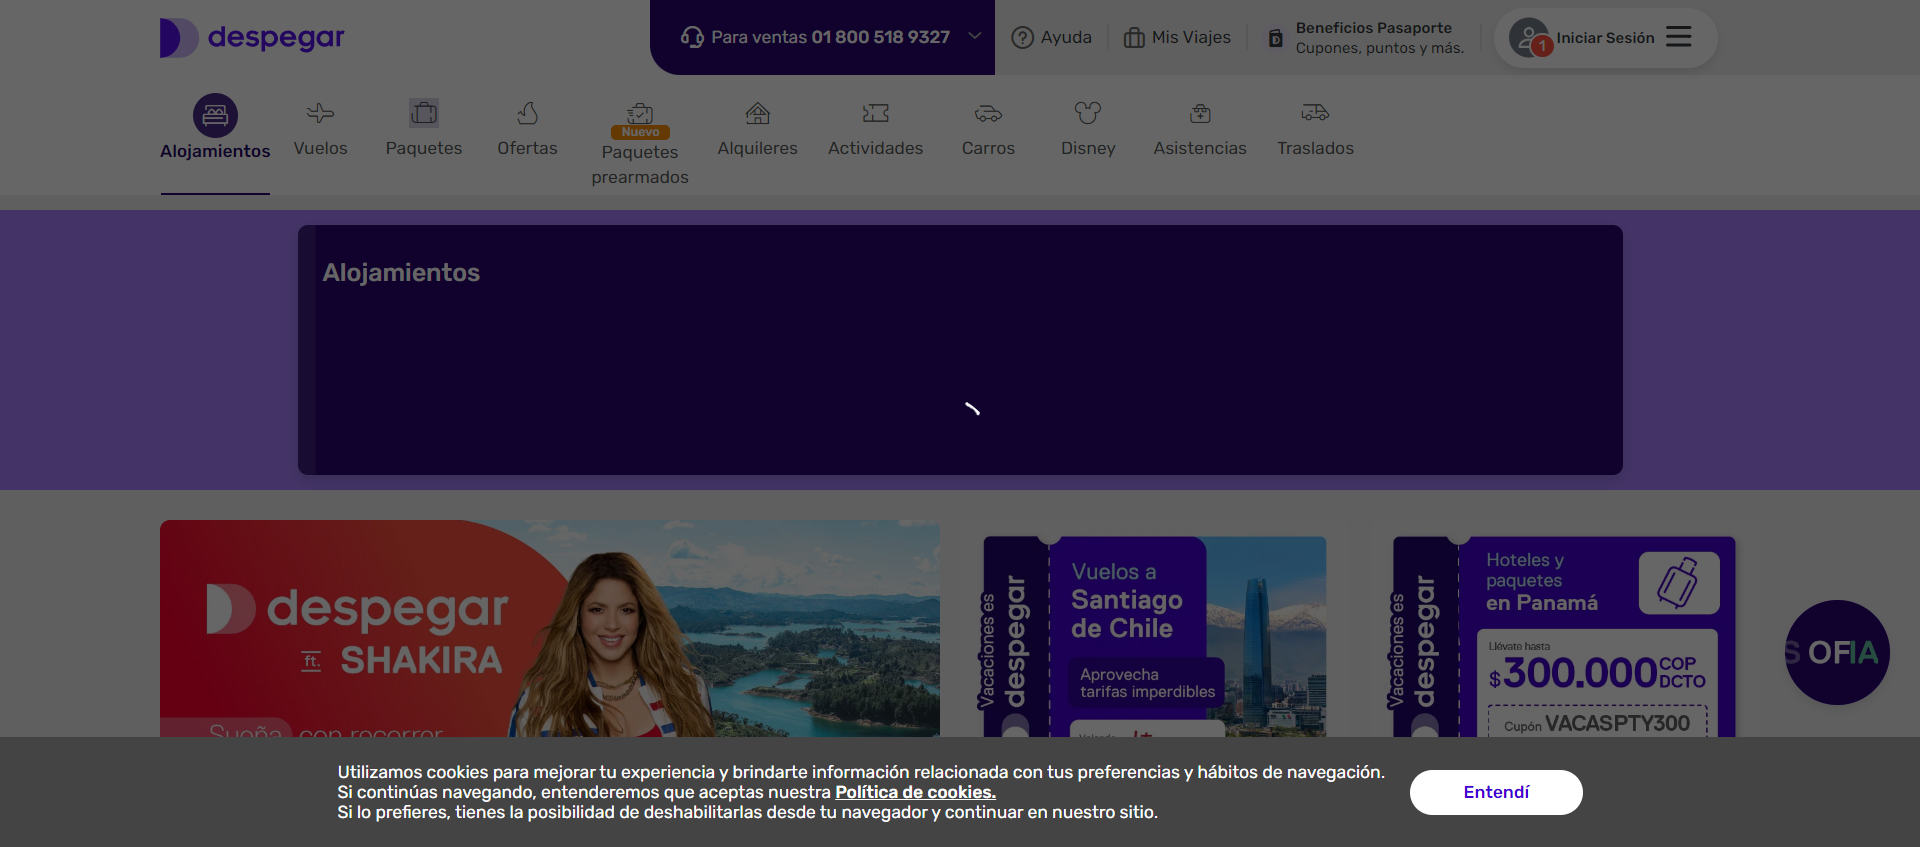 despegar
Para ventas 01 800 518 9327
Ayuda
Mis Viajes
Beneficios Pasaporte
Cupones, puntos y más.
1
Iniciar Sesión
Alojamientos
Vuelos
Paquetes
Ofertas
Nuevo
Paquetes
prearmados
Alquileres
Actividades
Carros
Disney
Asistencias
Traslados
Alojamientos
despegar
ft. SHAKIRA
Sueña con recorrer
Vacaciones es
despegar
Vuelos a
Santiago
de Chile
Aprovecha
tarifas imperdibles
Volando
Vacaciones es
despegar
Hoteles y
paquetes
en Panamá
Llévate hasta
$300.000 COP
DCTO
Cupón VACASPTY300
S OFIA
Utilizamos cookies para mejorar tu experiencia y brindarte información relacionada con tus preferencias y hábitos de navegación.
Si continúas navegando, entenderemos que aceptas nuestra Política de cookies.
Si lo prefieres, tienes la posibilidad de deshabilitarlas desde tu navegador y continuar en nuestro sitio.
Entendí